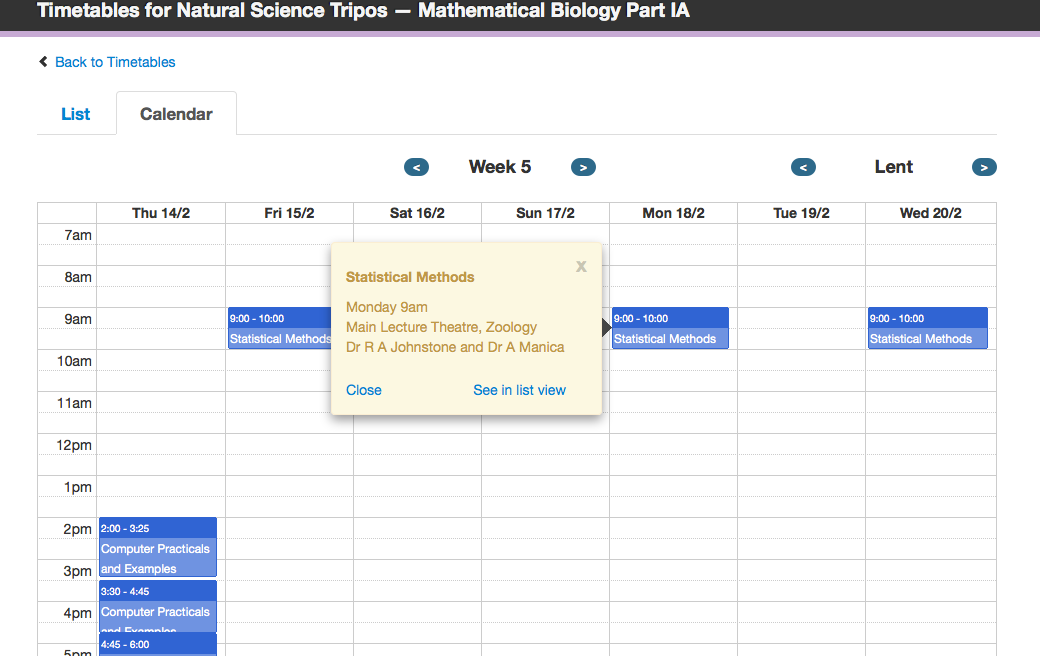 Timetables for Natural Science Tripos — Mathematical Biology Part IA
Back to Timetables
List
Calendar
<
Week 5
>
<
Lent
>
Thu 14/2
Fri 15/2
Sat 16/2
Sun 17/2
Mon 18/2
Tue 19/2
Wed 20/2
7am
8am
9am
10am
11am
12pm
1pm
2pm
3pm
4pm
5pm
9:00 - 10:00
Statistical Methods
x
Statistical Methods
Monday 9am
Main Lecture Theatre, Zoology
Dr R A Johnstone and Dr A Manica
Close
See in list view
9:00 - 10:00
Statistical Methods
9:00 - 10:00
Statistical Methods
2:00 - 3:25
Computer Practicals
and Examples
3:30 - 4:45
Computer Practicals
and Examples
4:45 - 6:00